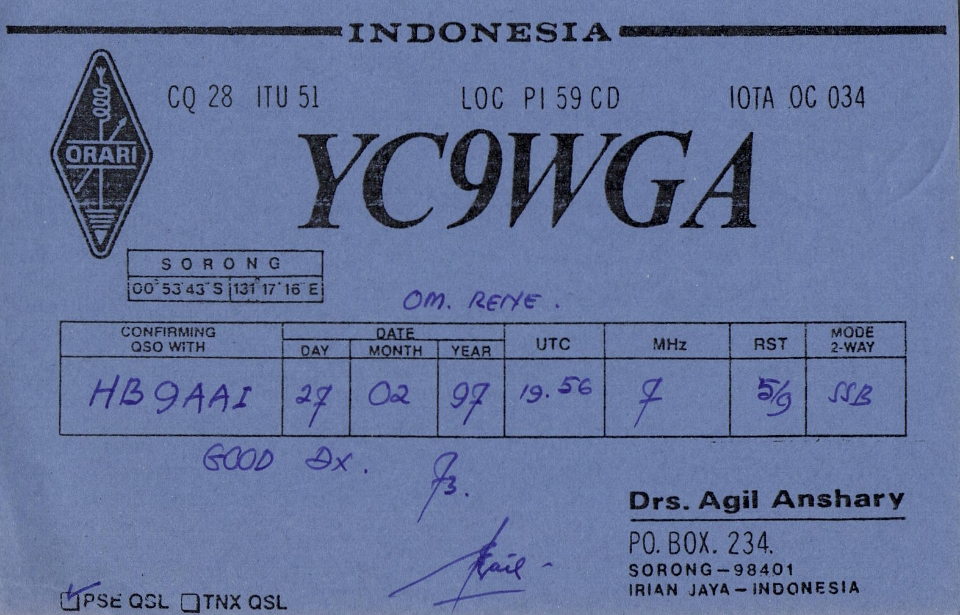 INDONESIA
CQ 28 ITU 51 LOC PI 59 CD IOTA OC 034
ORARI
YC9WGA
SORONG
00°53'43"S 131°17'16"E
OM. RENE.
CONFIRMING QSO WITH DATE DAY MONTH YEAR UTC MHz RST MODE 2-WAY
HB9AAI 27 02 97 19.56 7 5/9 SSB
GOOD DX. 73.
Drs. Agil Anshary
P.O. BOX. 234.
SORONG-98401
IRIAN JAYA-INDONESIA
PSE QSL TNX QSL